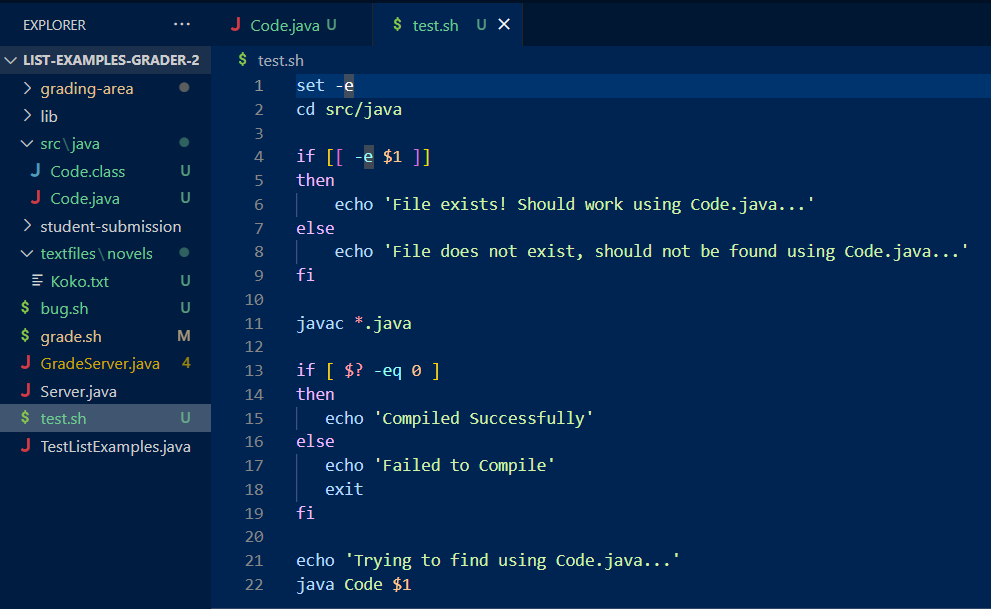 EXPLORER ···
LIST-EXAMPLES-GRADER-2
grading-area
lib
src\java
J Code.class U
J Code.java U
student-submission
textfiles\novels
Koko.txt U
$ bug.sh U
$ grade.sh M
J GradeServer.java 4
J Server.java
$ test.sh U
J TestListExamples.java
J Code.java U
$ test.sh U
$ test.sh
1 set -e
2 cd src/java
3
4 if [[ -e $1 ]]
5 then
6     echo 'File exists! Should work using Code.java...'
7 else
8     echo 'File does not exist, should not be found using Code.java...'
9 fi
10
11 javac *.java
12
13 if [ $? -eq 0 ]
14 then
15    echo 'Compiled Successfully'
16 else
17    echo 'Failed to Compile'
18    exit
19 fi
20
21 echo 'Trying to find using Code.java...'
22 java Code $1